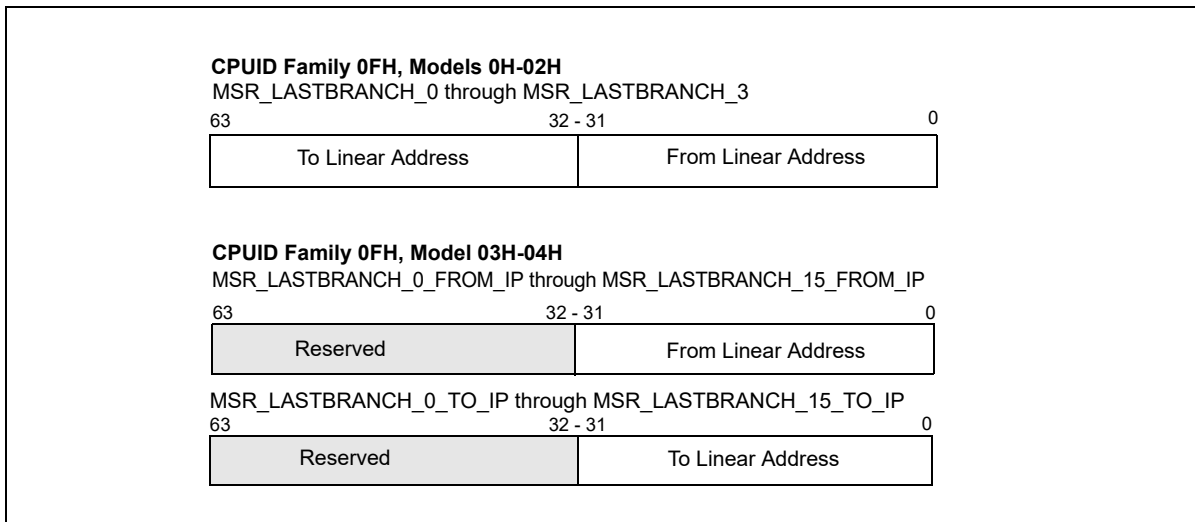 CPUID Family 0FH, Models 0H-02H
MSR_LASTBRANCH_0 through MSR_LASTBRANCH_3
63 32 - 31 0
To Linear Address From Linear Address
CPUID Family 0FH, Model 03H-04H
MSR_LASTBRANCH_0_FROM_IP through MSR_LASTBRANCH_15_FROM_IP
63 32 - 31 0
Reserved From Linear Address
MSR_LASTBRANCH_0_TO_IP through MSR_LASTBRANCH_15_TO_IP
63 32 - 31 0
Reserved To Linear Address